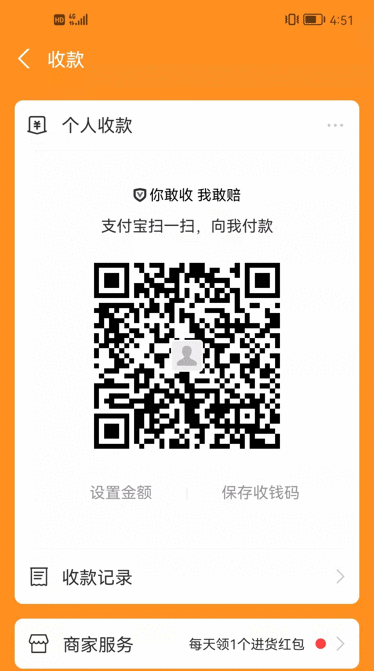 HD 4G 4:51
收款
个人收款
你敢收 我敢赔
支付宝扫一扫，向我付款
设置金额 保存收钱码
收款记录
商家服务 每天领1个进货红包